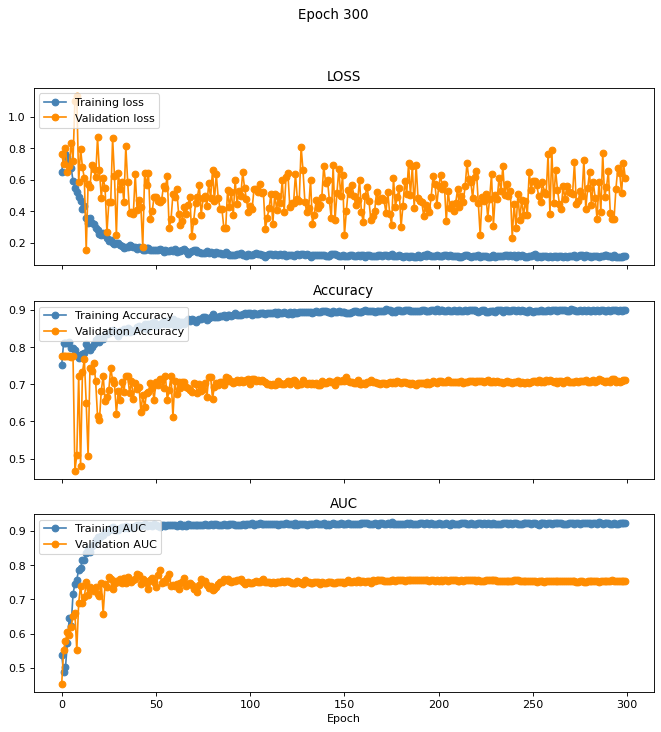 Epoch 300
LOSS
Training loss
Validation loss
1.0
0.8
0.6
0.4
0.2
Accuracy
Training Accuracy
Validation Accuracy
0.9
0.8
0.7
0.6
0.5
AUC
Training AUC
Validation AUC
0.9
0.8
0.7
0.6
0.5
0 50 100 150 200 250 300
Epoch